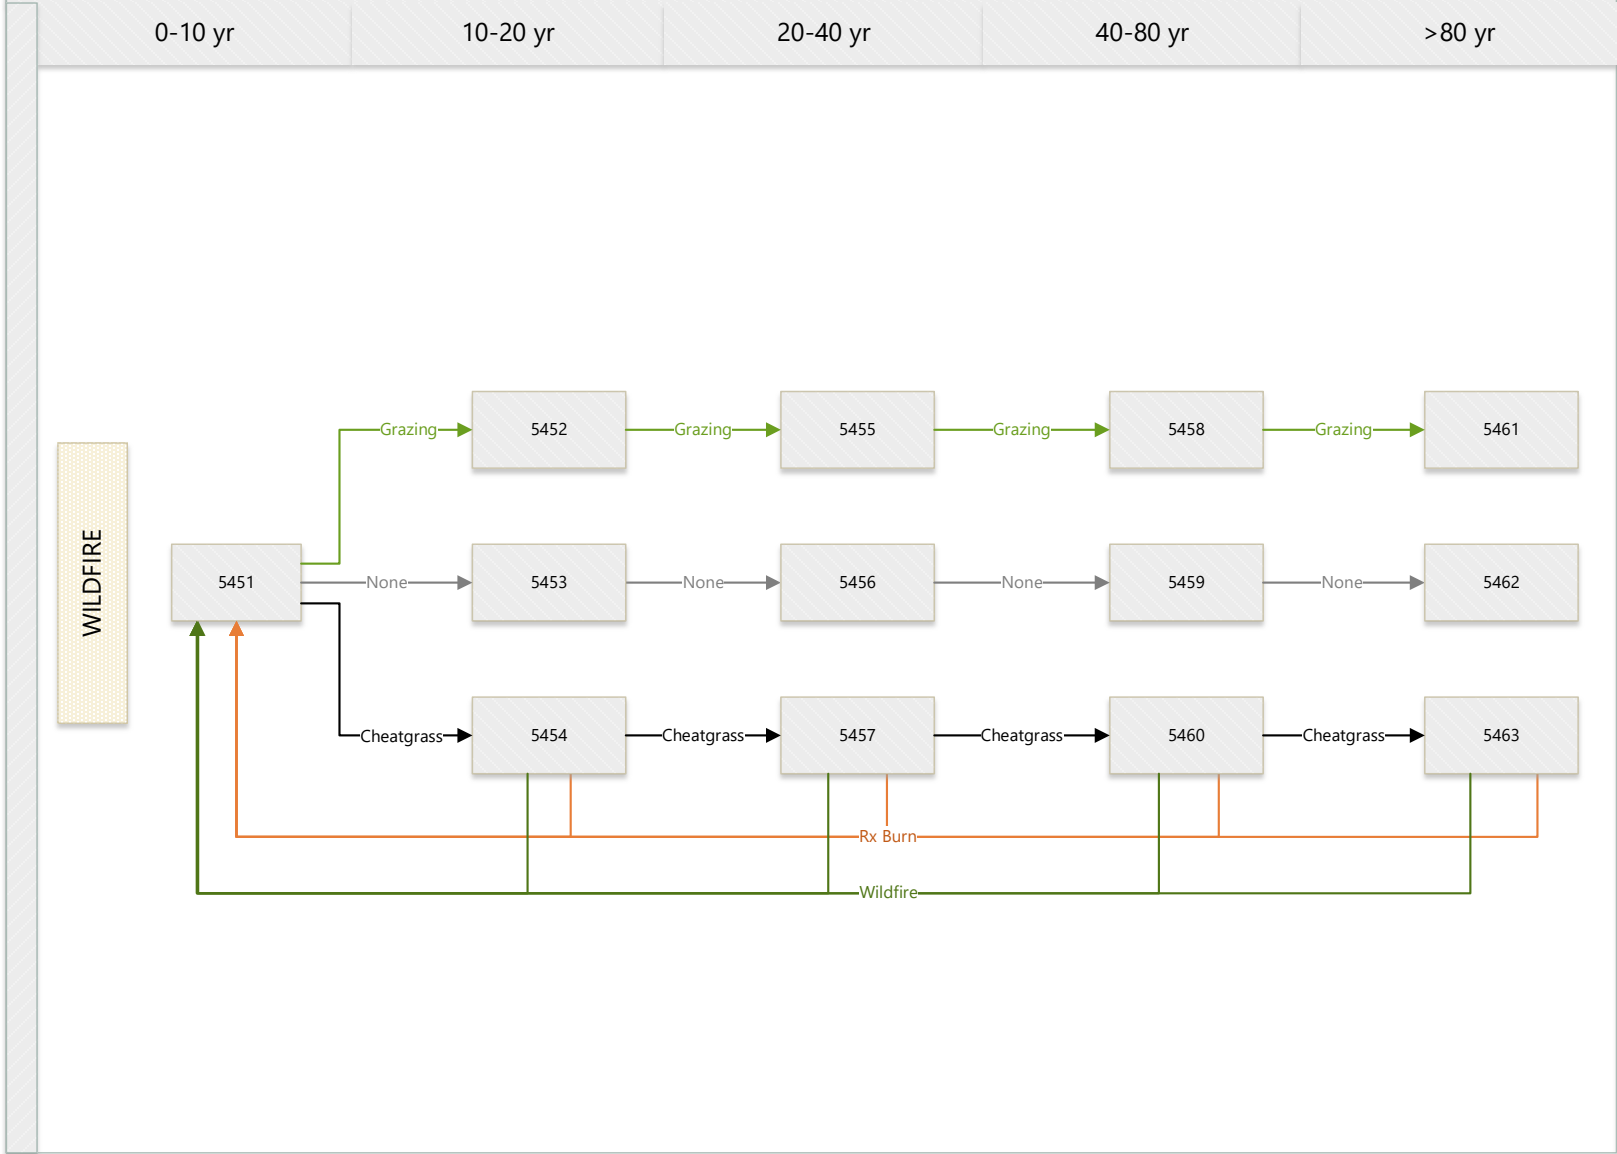 0-10 yr
10-20 yr
20-40 yr
40-80 yr
>80 yr
Grazing
5452
Grazing
5455
Grazing
5458
Grazing
5461
WILDFIRE
5451
None
5453
None
5456
None
5459
None
5462
Cheatgrass
5454
Cheatgrass
5457
Cheatgrass
5460
Cheatgrass
5463
Rx Burn
Wildfire